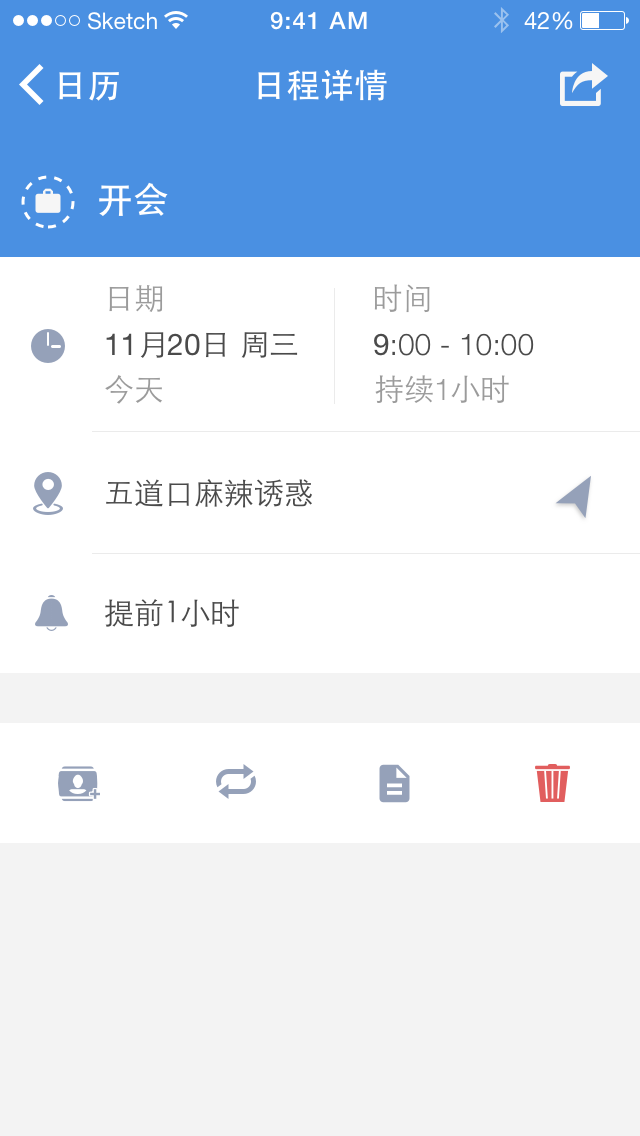 Sketch 9:41 AM 42%
日历 日程详情
开会
日期 时间
11月20日 周三 9:00 - 10:00
今天 持续1小时
五道口麻辣诱惑
提前1小时